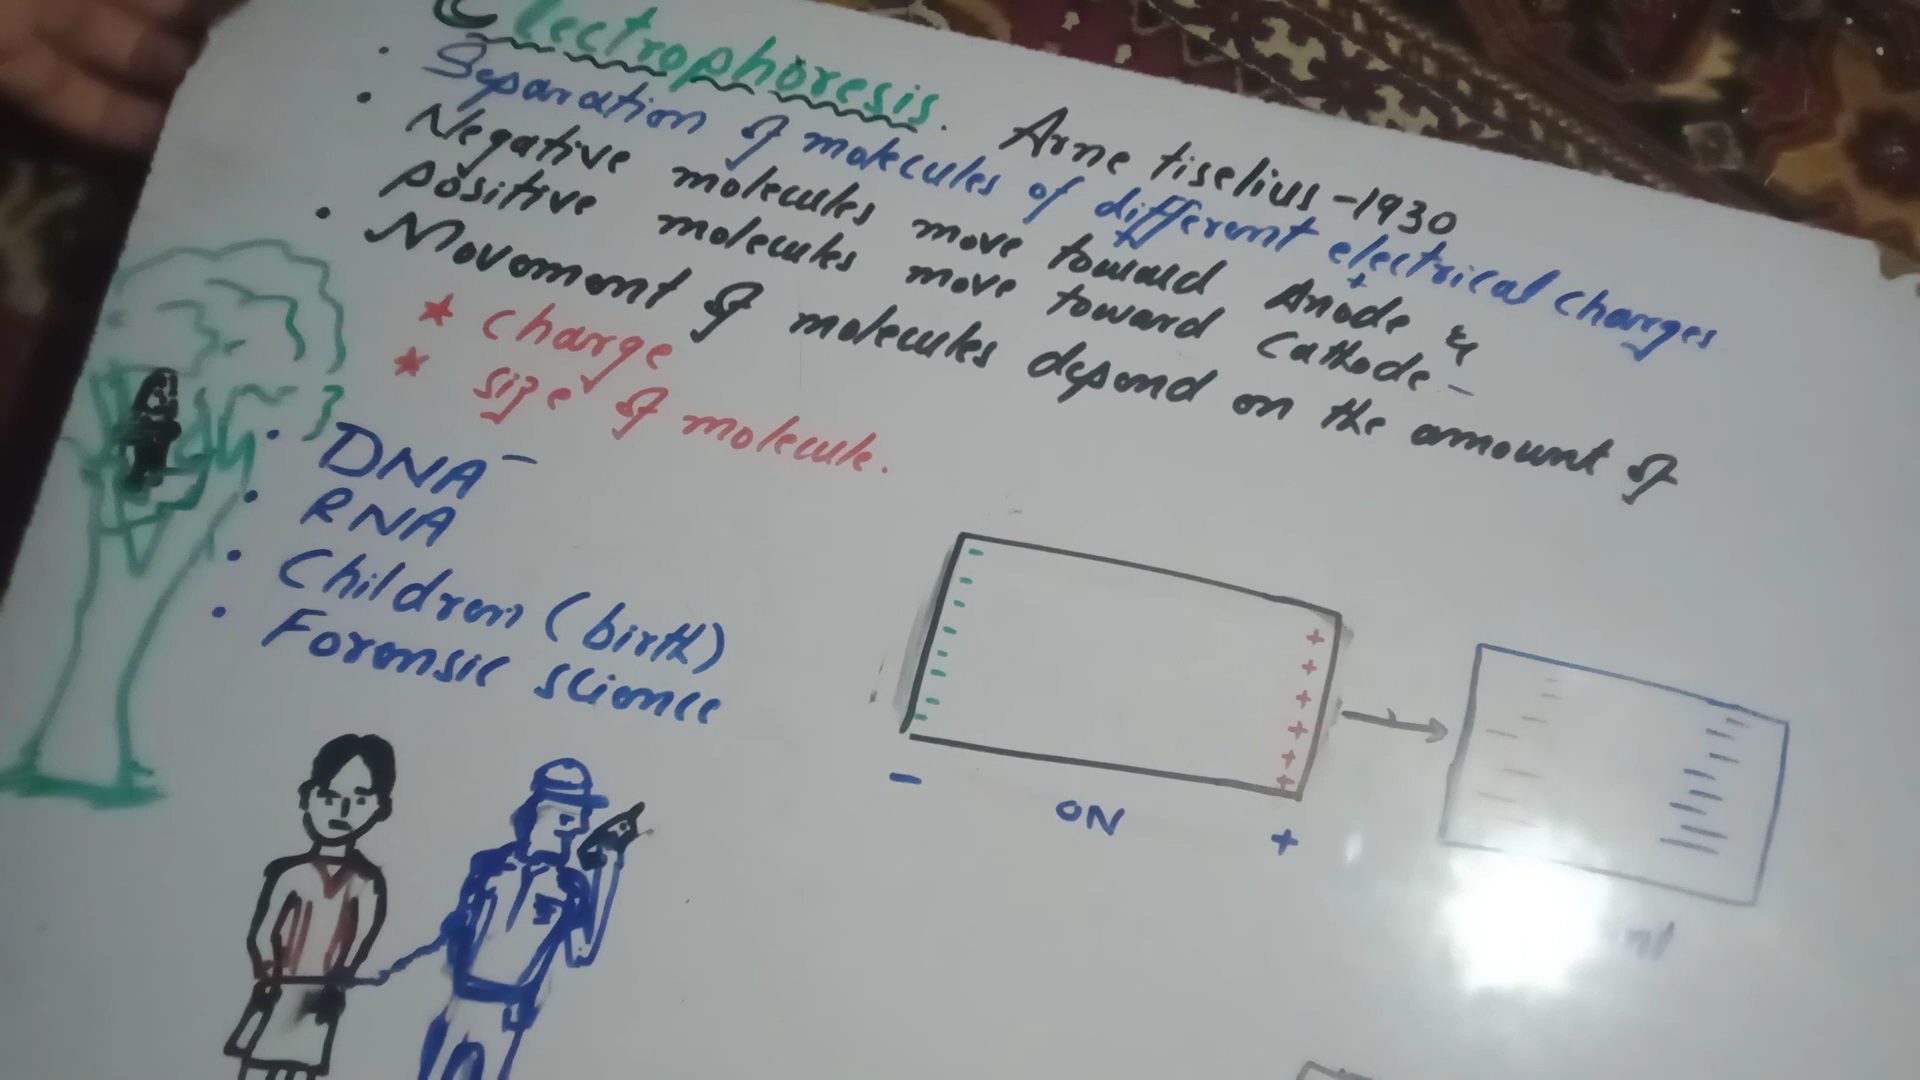 Electrophoresis. Arne tiselius -1930
• Separation of molecules of different electrical charges
• Negative molecules move toward Anode + &
positive molecules move toward Cathode -
• Movement of molecules depend on the amount of
★ charge
★ size of molecule.
• DNA -
• RNA
• Children (birth)
• Forensic science
- ON +